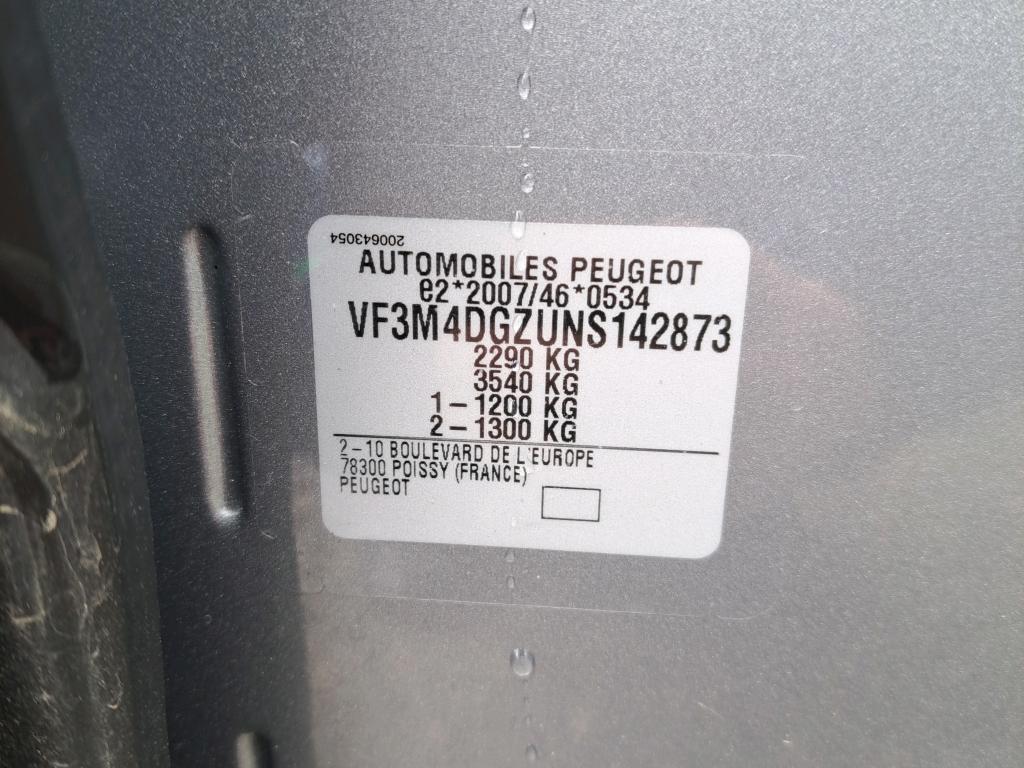 200643054
AUTOMOBILES PEUGEOT
e2*2007/46*0534
VF3M4DGZUNS142873
2290 KG
3540 KG
1-1200 KG
2-1300 KG
2-10 BOULEVARD DE L'EUROPE
78300 POISSY (FRANCE)
PEUGEOT